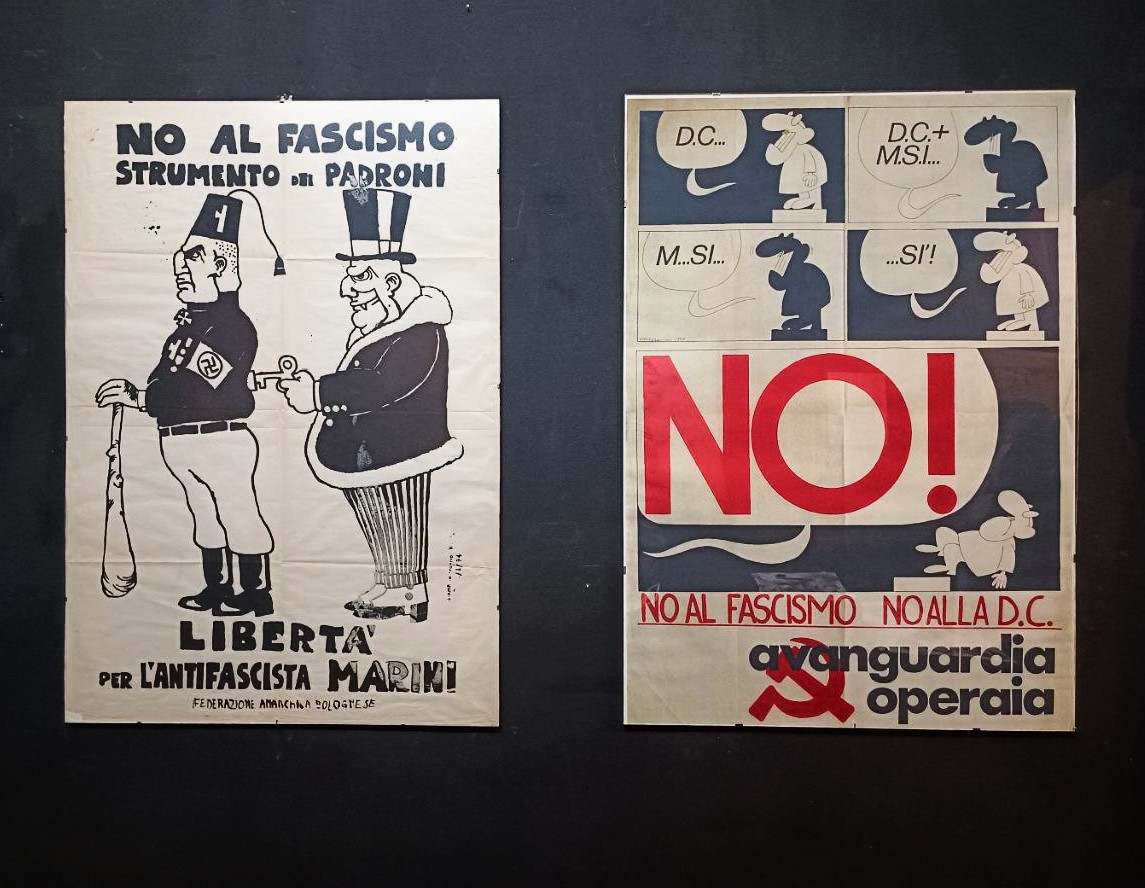 NO AL FASCISMO
STRUMENTO DEI PADRONI
LIBERTA'
PER L'ANTIFASCISTA MARINI
FEDERAZIONE ANARCHICA BOLOGNESE
D.C...
D.C.+
M.S.I...
M...SI...
...SI'!
NO!
NO AL FASCISMO NO ALLA D.C.
avanguardia
operaia